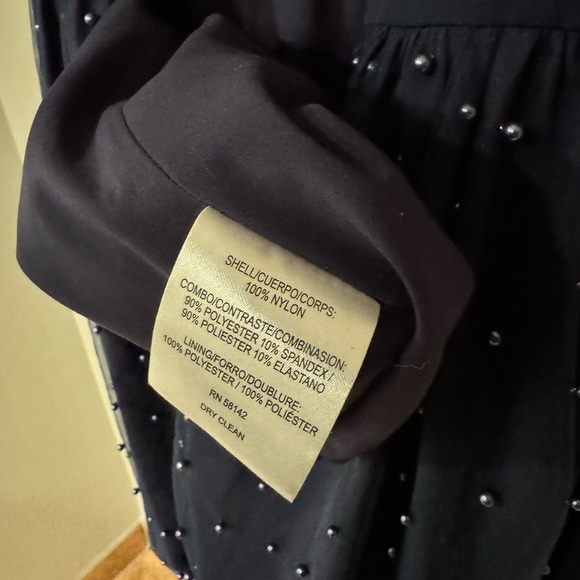 SHELL/CUERPO/CORPS:
100% NYLON
COMBO/CONTRASTE/COMBINASION:
90% POLYESTER 10% SPANDEX /
90% POLIESTER 10% ELASTANO
LINING/FORRO/DOUBLURE:
100% POLYESTER / 100% POLIÉSTER
RN 58142
DRY CLEAN